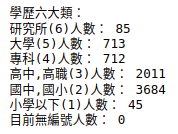 學歷六大類：
研究所(6)人數： 85
大學(5)人數： 713
專科(4)人數： 712
高中,高職(3)人數： 2011
國中,國小(2)人數： 3684
小學以下(1)人數： 45
目前無編號人數： 0